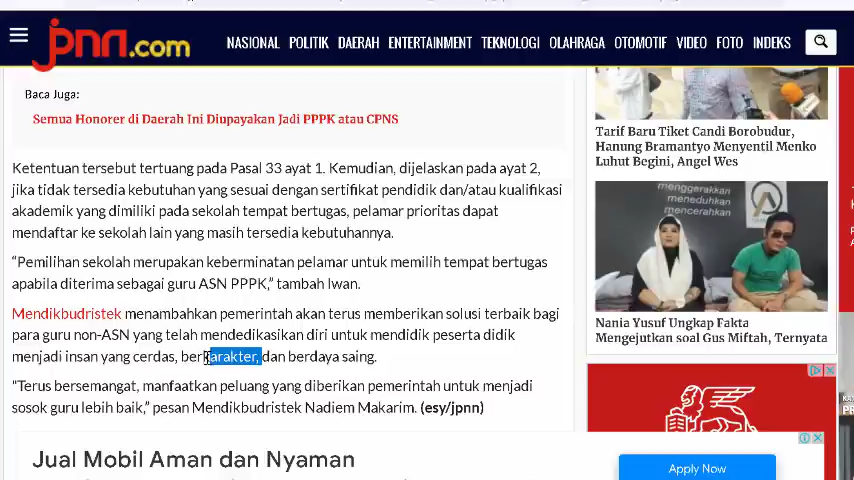 jpnn.com
NASIONAL POLITIK DAERAH ENTERTAINMENT TEKNOLOGI OLAHRAGA OTOMOTIF VIDEO FOTO INDEKS
Baca Juga:
Semua Honorer di Daerah Ini Diupayakan Jadi PPPK atau CPNS
Ketentuan tersebut tertuang pada Pasal 33 ayat 1. Kemudian, dijelaskan pada ayat 2,
jika tidak tersedia kebutuhan yang sesuai dengan sertifikat pendidik dan/atau kualifikasi
akademik yang dimiliki pada sekolah tempat bertugas, pelamar prioritas dapat
mendaftar ke sekolah lain yang masih tersedia kebutuhannya.
“Pemilihan sekolah merupakan keberminatan pelamar untuk memilih tempat bertugas
apabila diterima sebagai guru ASN PPPK,” tambah Iwan.
Mendikbudristek menambahkan pemerintah akan terus memberikan solusi terbaik bagi
para guru non-ASN yang telah mendedikasikan diri untuk mendidik peserta didik
menjadi insan yang cerdas, berkarakter, dan berdaya saing.
“Terus bersemangat, manfaatkan peluang yang diberikan pemerintah untuk menjadi
sosok guru lebih baik,” pesan Mendikbudristek Nadiem Makarim. (esy/jpnn)
Jual Mobil Aman dan Nyaman
Apply Now
Tarif Baru Tiket Candi Borobudur,
Hanung Bramantyo Menyentil Menko
Luhut Begini, Angel Wes
menggerakkan
meneduhkan
mencerahkan
Nania Yusuf Ungkap Fakta
Mengejutkan soal Gus Miftah, Ternyata